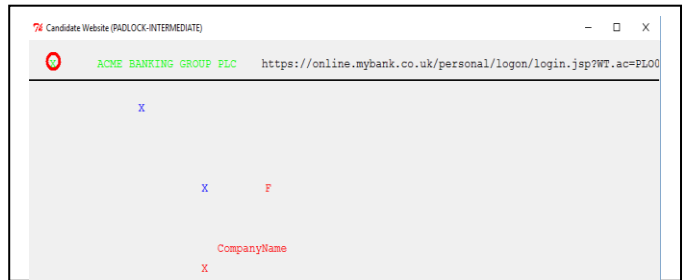 Candidate Website (PADLOCK-INTERMEDIATE)
ACME BANKING GROUP PLC https://online.mybank.co.uk/personal/logon/login.jsp?WT.ac=PLO0
X
X F
CompanyName
X